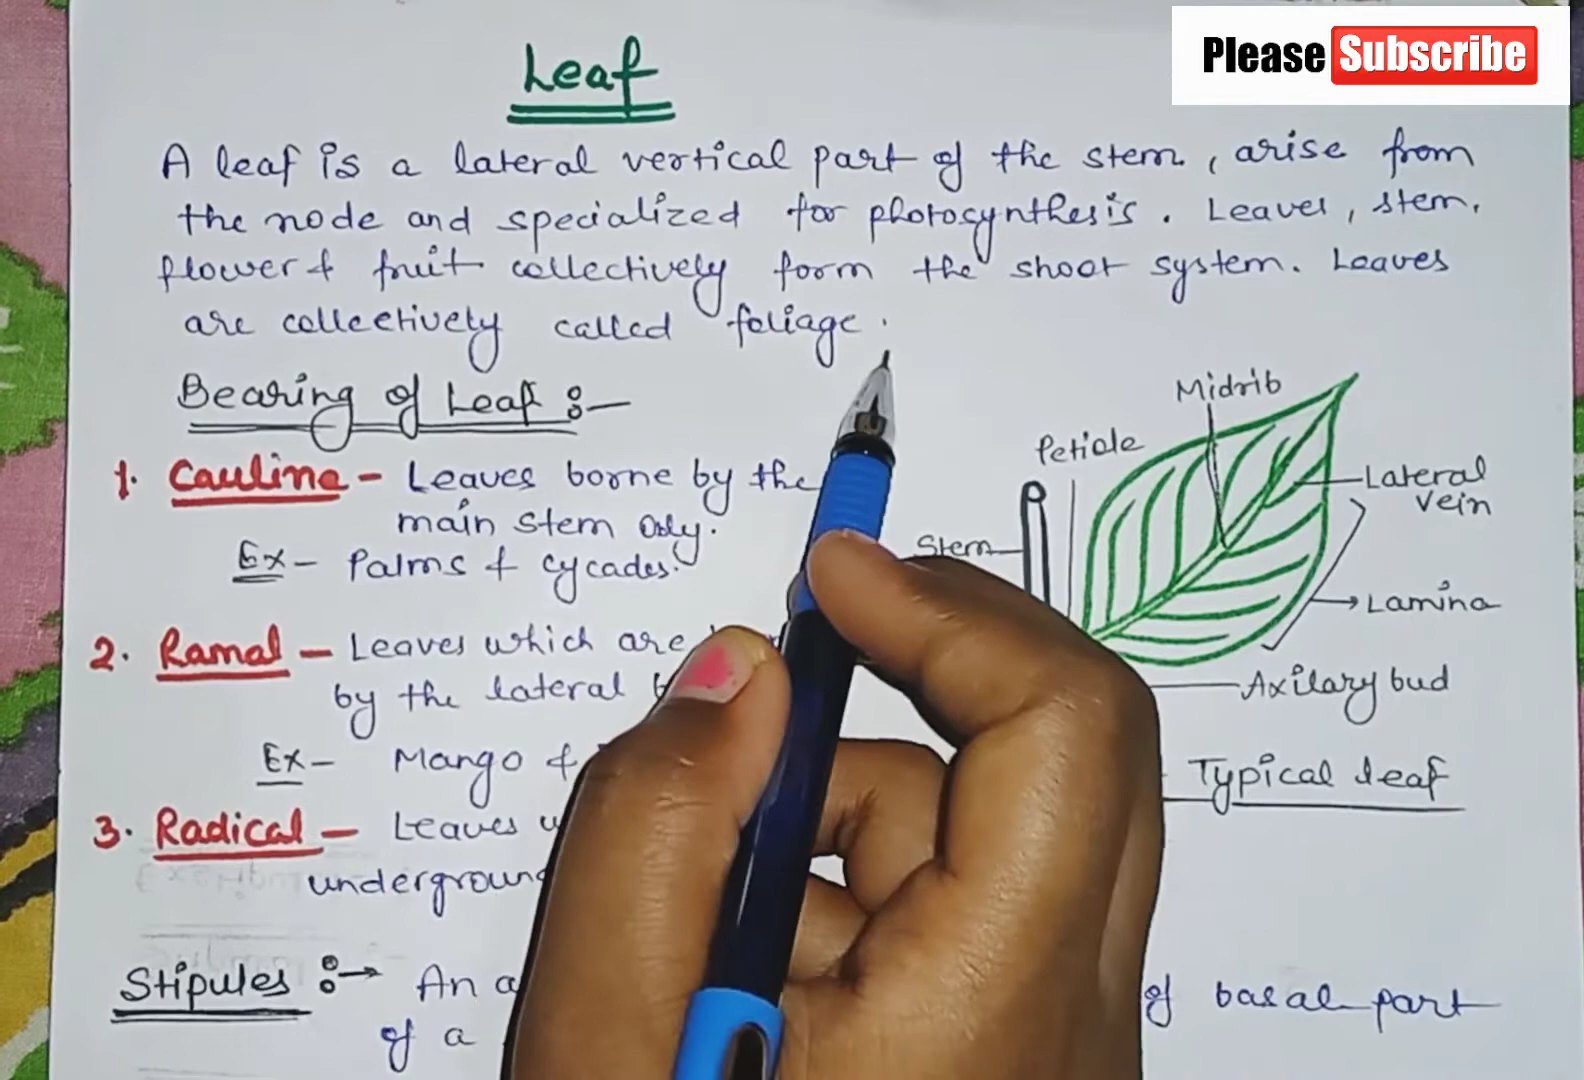 Please Subscribe
Leaf
A leaf is a lateral vertical part of the stem, arise from
the node and specialized for photosynthesis. Leaves, stem,
flower & fruit collectively form the shoot system. Leaves
are collectively called foliage.
Bearing of Leaf :-
1. Cauline - Leaves borne by the
main stem only.
Ex - Palms & cycades.
2. Ramal - Leaves which are
by the lateral
Ex - Mango &
3. Radical - Leaves
underground
Stipules :→ An of basal part
of a
Midrib
Petiole
Lateral
vein
Stem
Lamina
Axilary bud
Typical leaf